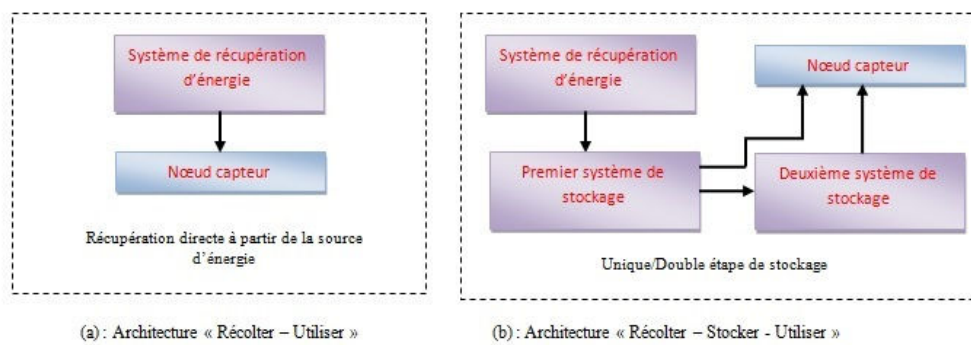 Système de récupération
d'énergie
Nœud capteur
Récupération directe à partir de la source
d'énergie
(a) : Architecture « Récolter – Utiliser »
Système de récupération
d'énergie
Nœud capteur
Premier système de
stockage
Deuxième système de
stockage
Unique/Double étape de stockage
(b) : Architecture « Récolter – Stocker - Utiliser »